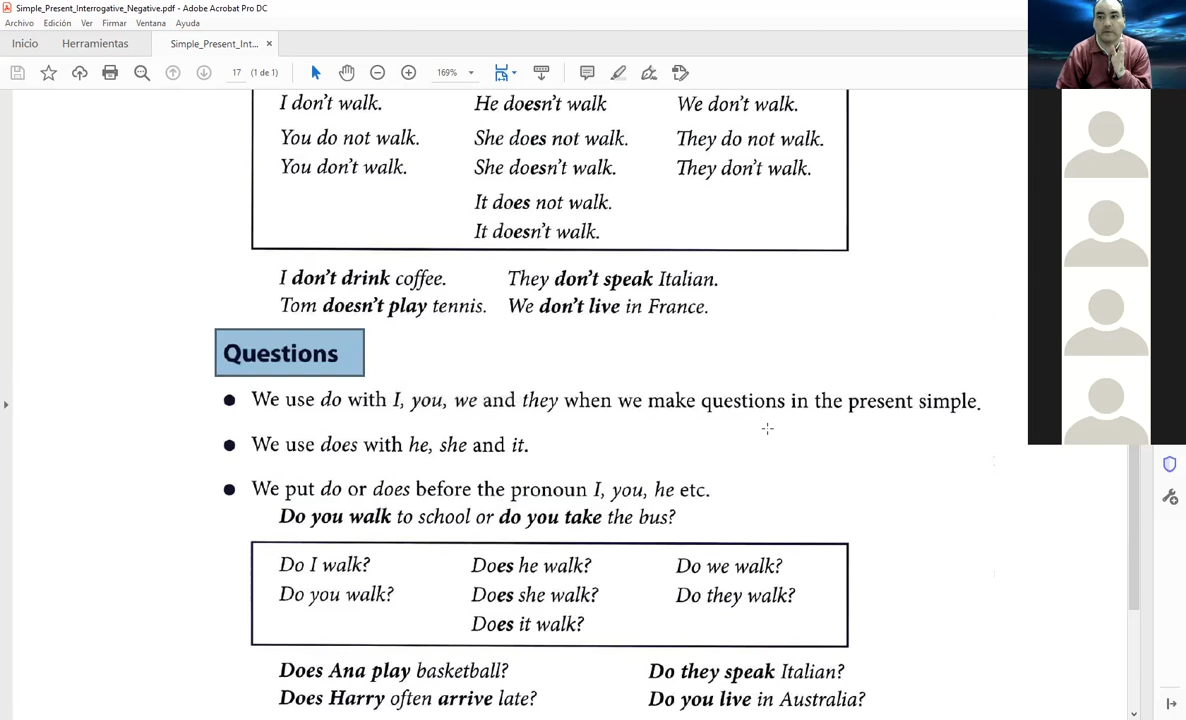 Simple_Present_Interrogative_Negative.pdf - Adobe Acrobat Pro DC
Archivo Edición Ver Firmar Ventana Ayuda
Inicio Herramientas Simple_Present_Int... ×
17 (1 de 1) 169%
I don't walk. He doesn't walk We don't walk.
You do not walk. She does not walk. They do not walk.
You don't walk. She doesn't walk. They don't walk.
It does not walk.
It doesn't walk.
I don't drink coffee. They don't speak Italian.
Tom doesn't play tennis. We don't live in France.
Questions
● We use do with I, you, we and they when we make questions in the present simple.
● We use does with he, she and it.
● We put do or does before the pronoun I, you, he etc.
Do you walk to school or do you take the bus?
Do I walk? Does he walk? Do we walk?
Do you walk? Does she walk? Do they walk?
Does it walk?
Does Ana play basketball? Do they speak Italian?
Does Harry often arrive late? Do you live in Australia?